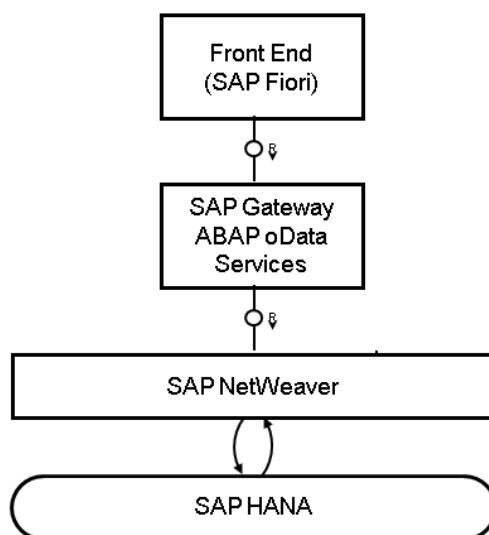 Front End
(SAP Fiori)
R
SAP Gateway
ABAP oData
Services
R
SAP NetWeaver
SAP HANA